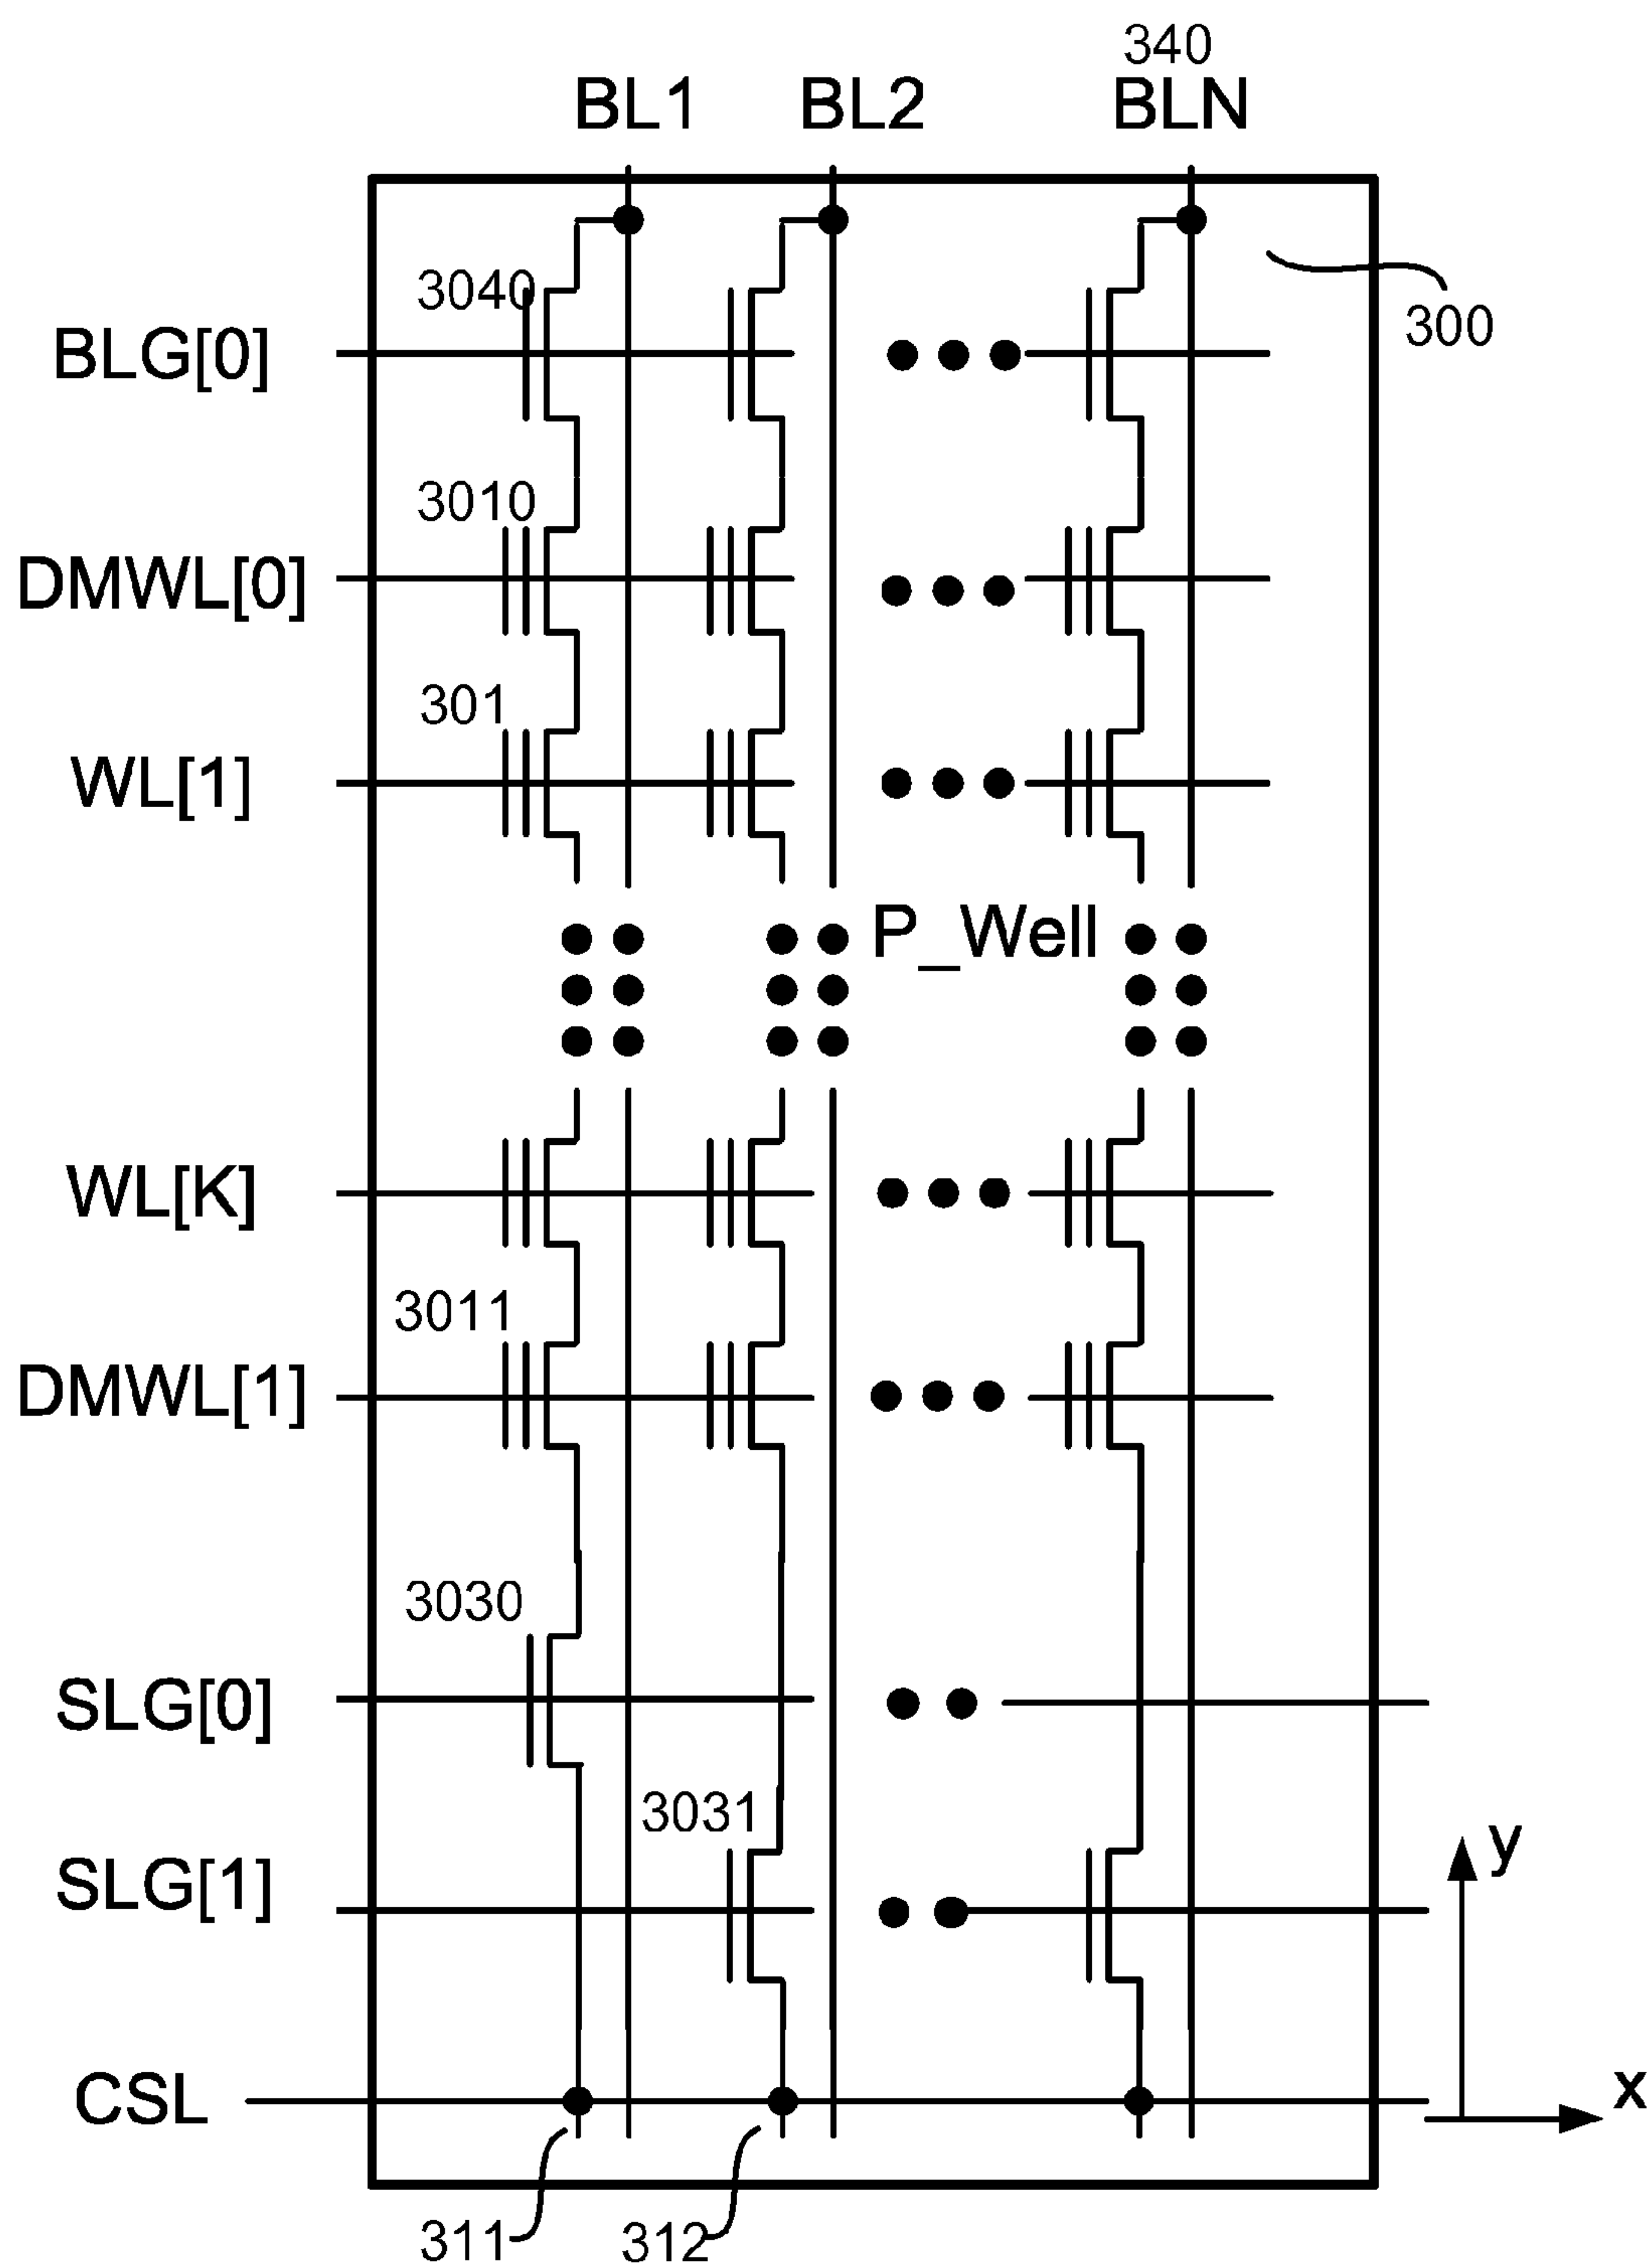 340
BL1 BL2 BLN
3040
300
BLG[0]
3010
DMWL[0]
301
WL[1]
P_Well
WL[K]
3011
DMWL[1]
3030
SLG[0]
3031
y
SLG[1]
CSL
x
311 312